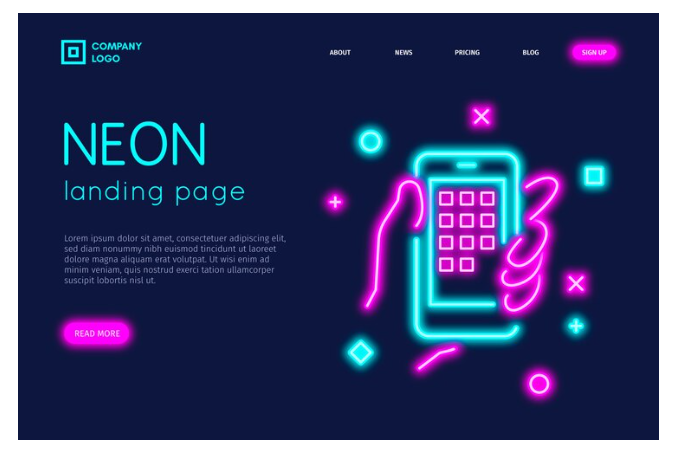 COMPANY
LOGO
ABOUT NEWS PRICING BLOG SIGN UP
NEON
landing page
Lorem ipsum dolor sit amet, consectetuer adipiscing elit,
sed diam nonummy nibh euismod tincidunt ut laoreet
dolore magna aliquam erat volutpat. Ut wisi enim ad
minim veniam, quis nostrud exerci tation ullamcorper
suscipit lobortis nisl ut.
READ MORE